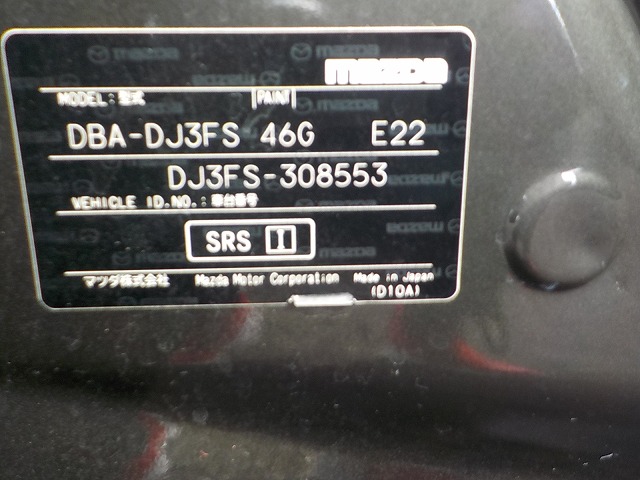 mazda
MODEL : 型式 PAINT
DBA-DJ3FS 46G E22
DJ3FS-308553
VEHICLE ID.NO. : 車台番号
SRS I
マツダ株式会社 Mazda Motor Corporation Made in Japan
(D10A)